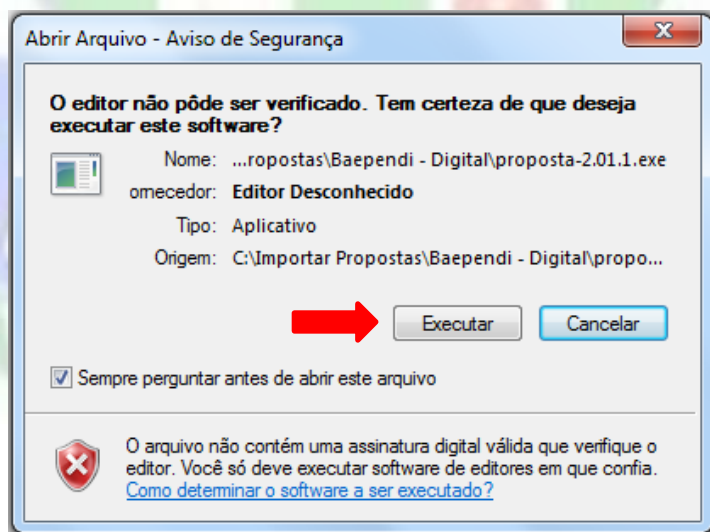 Abrir Arquivo - Aviso de Segurança
O editor não pôde ser verificado. Tem certeza de que deseja
executar este software?
Nome: ...ropostas\Baependi - Digital\proposta-2.01.1.exe
omecedor: Editor Desconhecido
Tipo: Aplicativo
Origem: C:\Importar Propostas\Baependi - Digital\propo...
Executar Cancelar
Sempre perguntar antes de abrir este arquivo
O arquivo não contém uma assinatura digital válida que verifique o
editor. Você só deve executar software de editores em que confia.
Como determinar o software a ser executado?